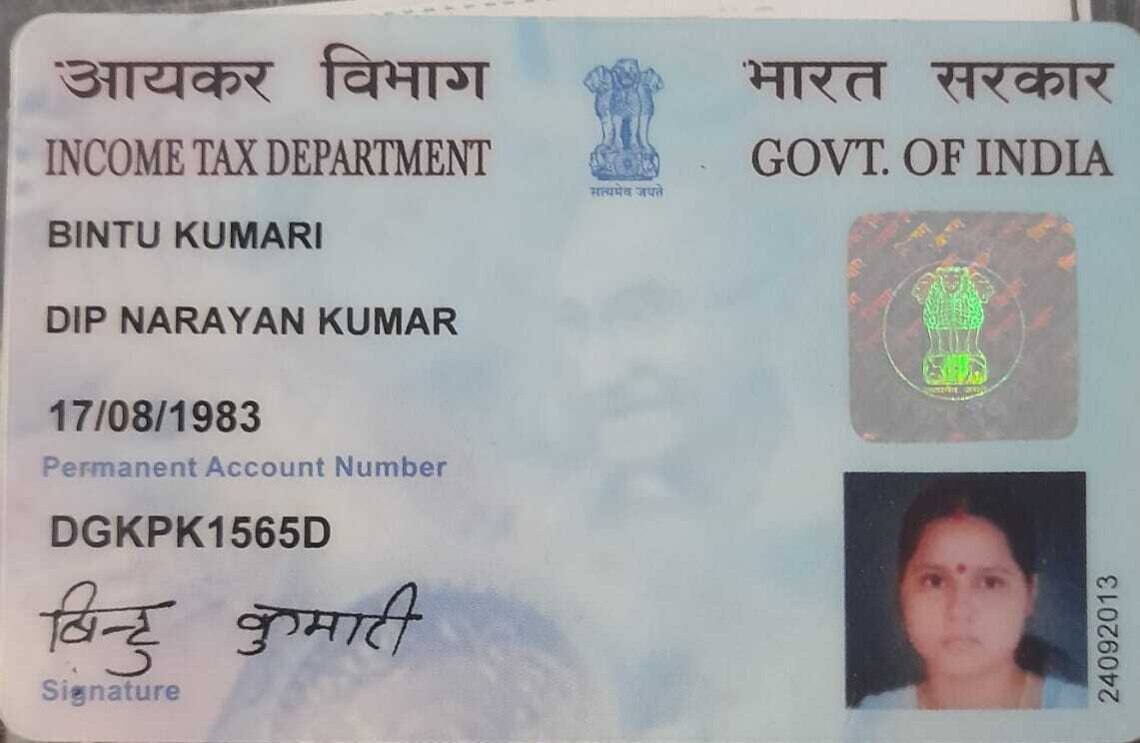 आयकर विभाग
भारत सरकार
INCOME TAX DEPARTMENT
GOVT. OF INDIA
सत्यमेव जयते
BINTU KUMARI
DIP NARAYAN KUMAR
17/08/1983
Permanent Account Number
DGKPK1565D
बिन्टु कुमारी
Signature
24092013